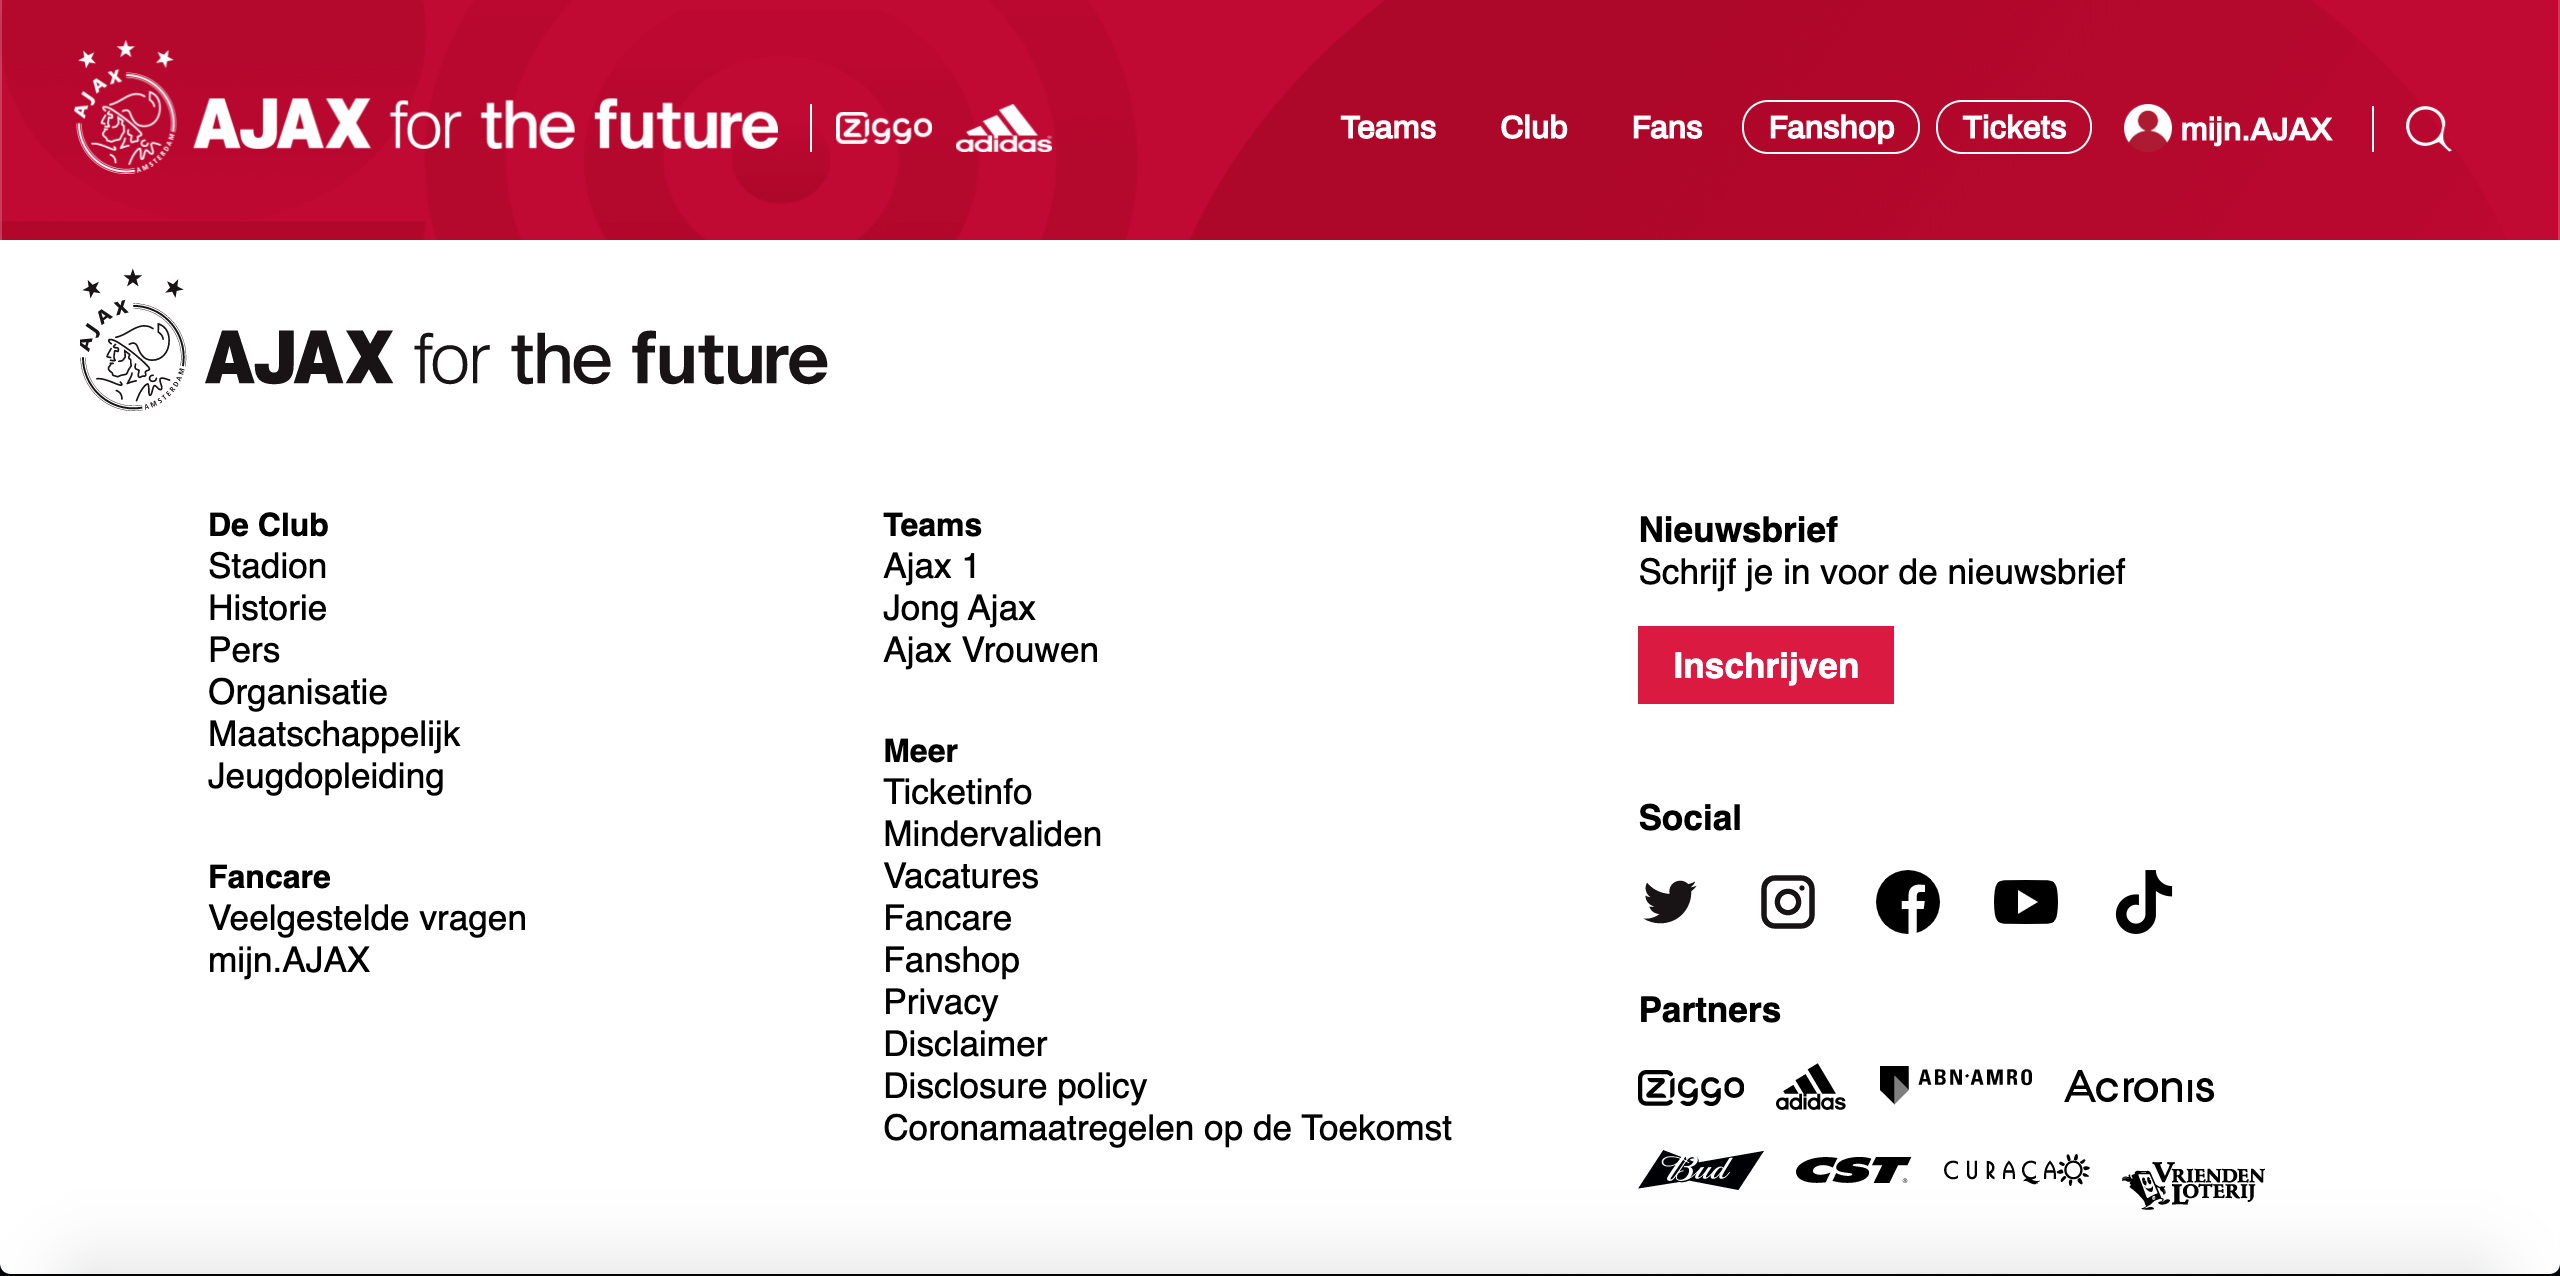 AJAX
AMSTERDAM
AJAX for the future
ziggo
adidas
Teams
Club
Fans
Fanshop
Tickets
mijn.AJAX
AJAX
AMSTERDAM
AJAX for the future
De Club
Stadion
Historie
Pers
Organisatie
Maatschappelijk
Jeugdopleiding
Fancare
Veelgestelde vragen
mijn.AJAX
Teams
Ajax 1
Jong Ajax
Ajax Vrouwen
Meer
Ticketinfo
Mindervaliden
Vacatures
Fancare
Fanshop
Privacy
Disclaimer
Disclosure policy
Coronamaatregelen op de Toekomst
Nieuwsbrief
Schrijf je in voor de nieuwsbrief
Inschrijven
Social
Partners
ziggo
adidas
ABN·AMRO
Acronis
Bud
CST
CURAÇAO
VRIENDEN
LOTERIJ